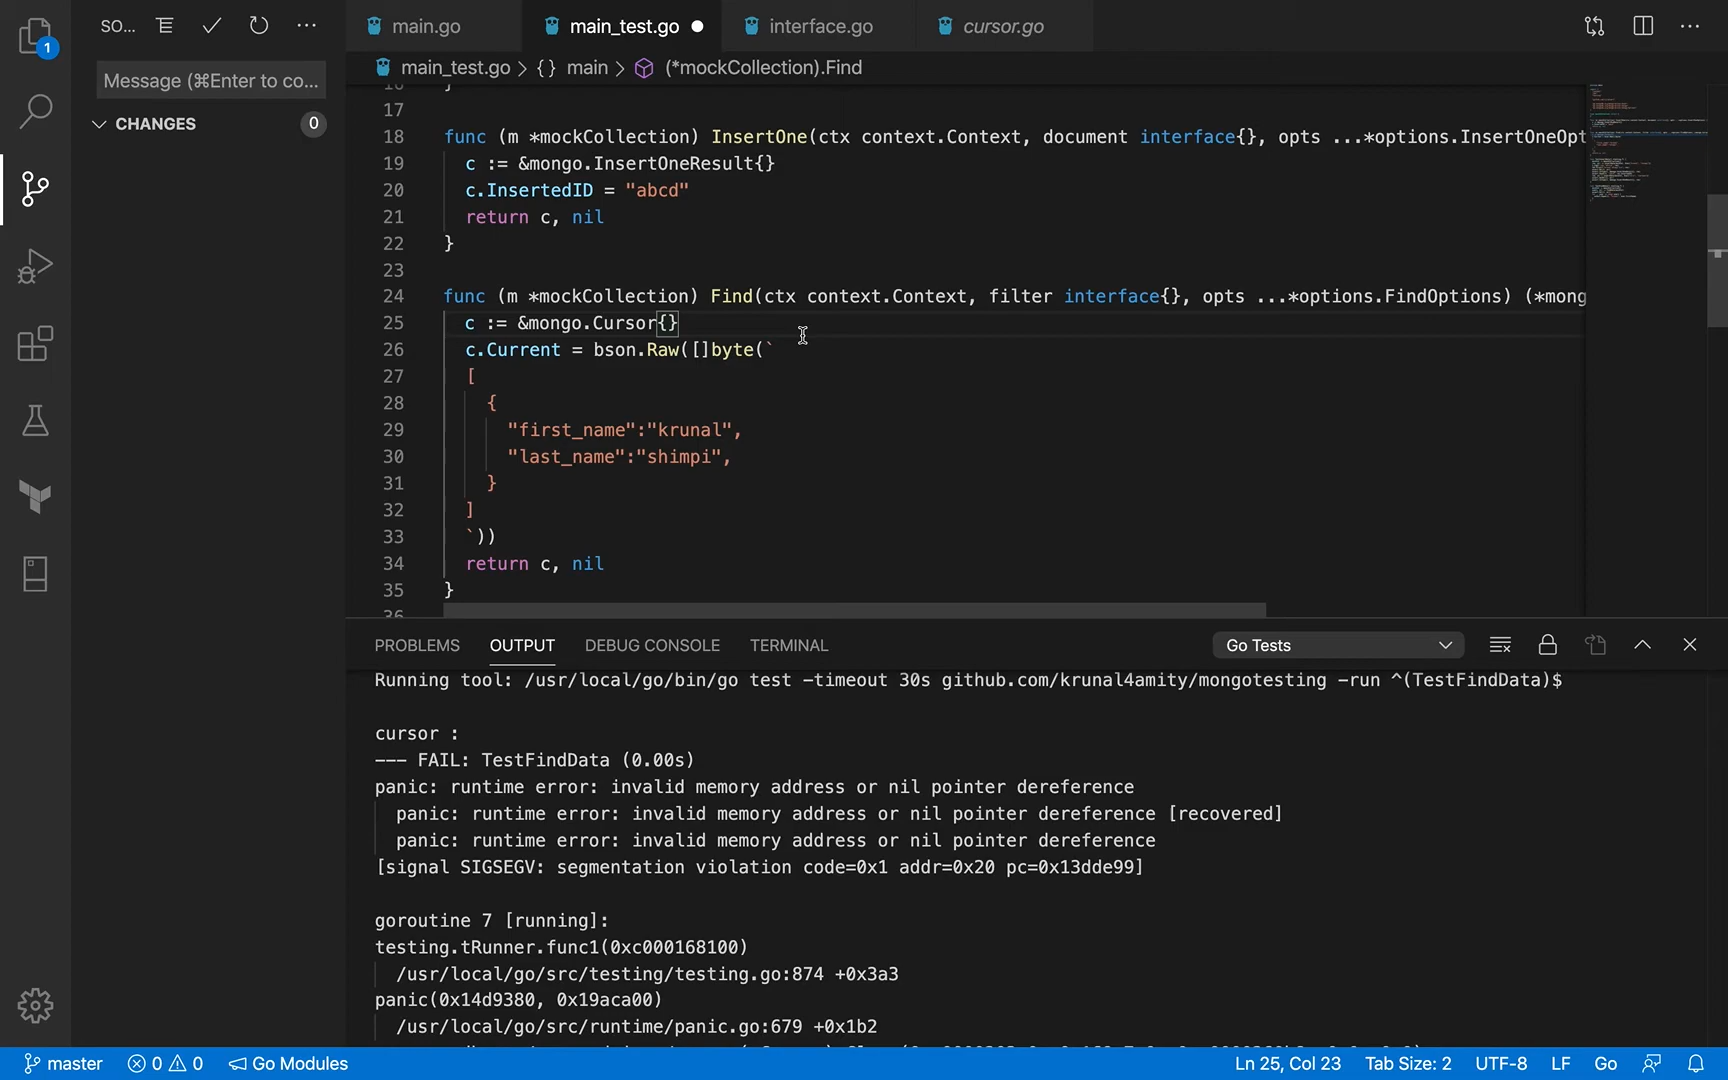 SO...
main.go
main_test.go
interface.go
cursor.go
1
Message (⌘Enter to co...
main_test.go > {} main > (*mockCollection).Find
CHANGES 0
17
18 func (m *mockCollection) InsertOne(ctx context.Context, document interface{}, opts ...*options.InsertOneOpt
19 c := &mongo.InsertOneResult{}
20 c.InsertedID = "abcd"
21 return c, nil
22 }
23
24 func (m *mockCollection) Find(ctx context.Context, filter interface{}, opts ...*options.FindOptions) (*mong
25 c := &mongo.Cursor{}
26 c.Current = bson.Raw([]byte(`
27 [
28 {
29 "first_name":"krunal",
30 "last_name":"shimpi",
31 }
32 ]
33 `))
34 return c, nil
35 }
36
PROBLEMS OUTPUT DEBUG CONSOLE TERMINAL Go Tests
Running tool: /usr/local/go/bin/go test -timeout 30s github.com/krunal4amity/mongotesting -run ^(TestFindData)$
cursor :
--- FAIL: TestFindData (0.00s)
panic: runtime error: invalid memory address or nil pointer dereference
panic: runtime error: invalid memory address or nil pointer dereference [recovered]
panic: runtime error: invalid memory address or nil pointer dereference
[signal SIGSEGV: segmentation violation code=0x1 addr=0x20 pc=0x13dde99]
goroutine 7 [running]:
testing.tRunner.func1(0xc000168100)
/usr/local/go/src/testing/testing.go:874 +0x3a3
panic(0x14d9380, 0x19aca00)
/usr/local/go/src/runtime/panic.go:679 +0x1b2
master 0 0 Go Modules Ln 25, Col 23 Tab Size: 2 UTF-8 LF Go